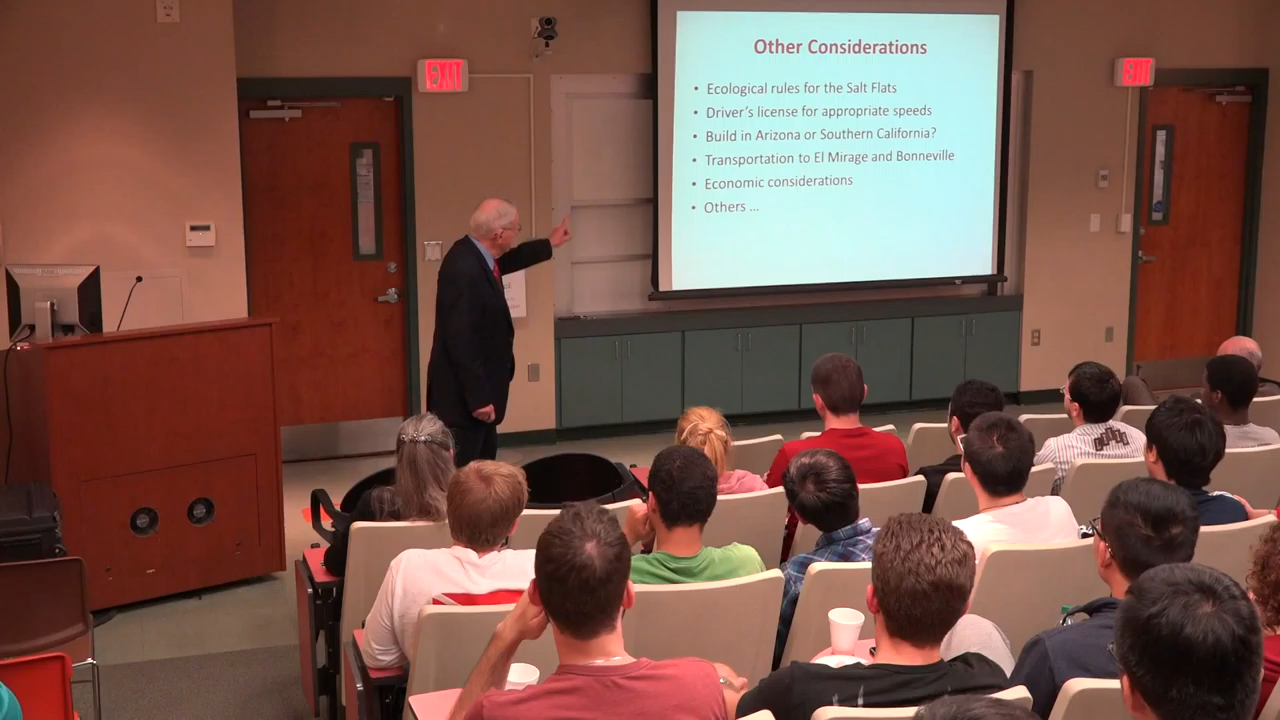 EXIT
Other Considerations
EXIT
• Ecological rules for the Salt Flats
• Driver's license for appropriate speeds
• Build in Arizona or Southern California?
• Transportation to El Mirage and Bonneville
• Economic considerations
• Others ...